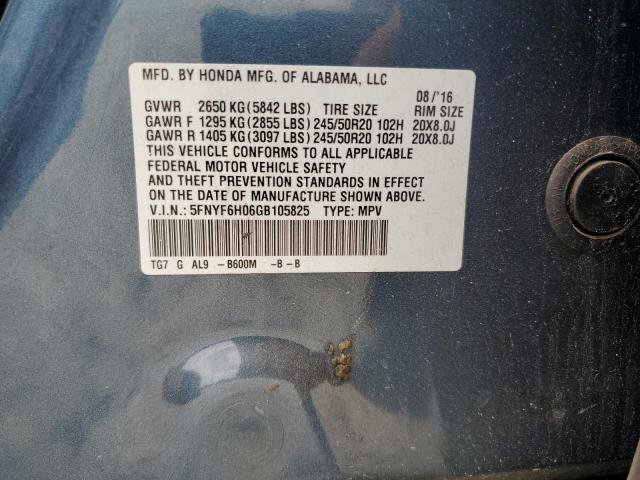 MFD. BY HONDA MFG. OF ALABAMA, LLC
08/'16
GVWR 2650 KG(5842 LBS) TIRE SIZE RIM SIZE
GAWR F 1295 KG(2855 LBS)245/50R20 102H 20X8.0J
GAWR R 1405 KG(3097 LBS)245/50R20 102H 20X8.0J
THIS VEHICLE CONFORMS TO ALL APPLICABLE
FEDERAL MOTOR VEHICLE SAFETY
AND THEFT PREVENTION STANDARDS IN EFFECT
ON THE DATE OF MANUFACTURE SHOWN ABOVE.
V.I.N.: 5FNYF6H06GB105825 TYPE: MPV
TG7 G AL9 -B600M -B-B